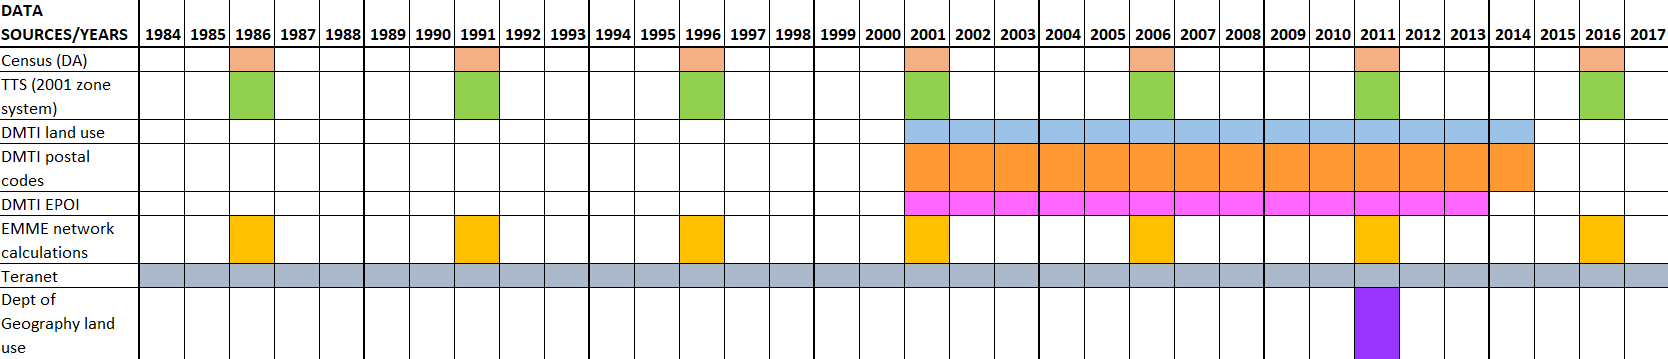 DATA
SOURCES/YEARS 1984 1985 1986 1987 1988 1989 1990 1991 1992 1993 1994 1995 1996 1997 1998 1999 2000 2001 2002 2003 2004 2005 2006 2007 2008 2009 2010 2011 2012 2013 2014 2015 2016 2017
Census (DA)
TTS (2001 zone
system)
DMTI land use
DMTI postal
codes
DMTI EPOI
EMME network
calculations
Teranet
Dept of
Geography land
use